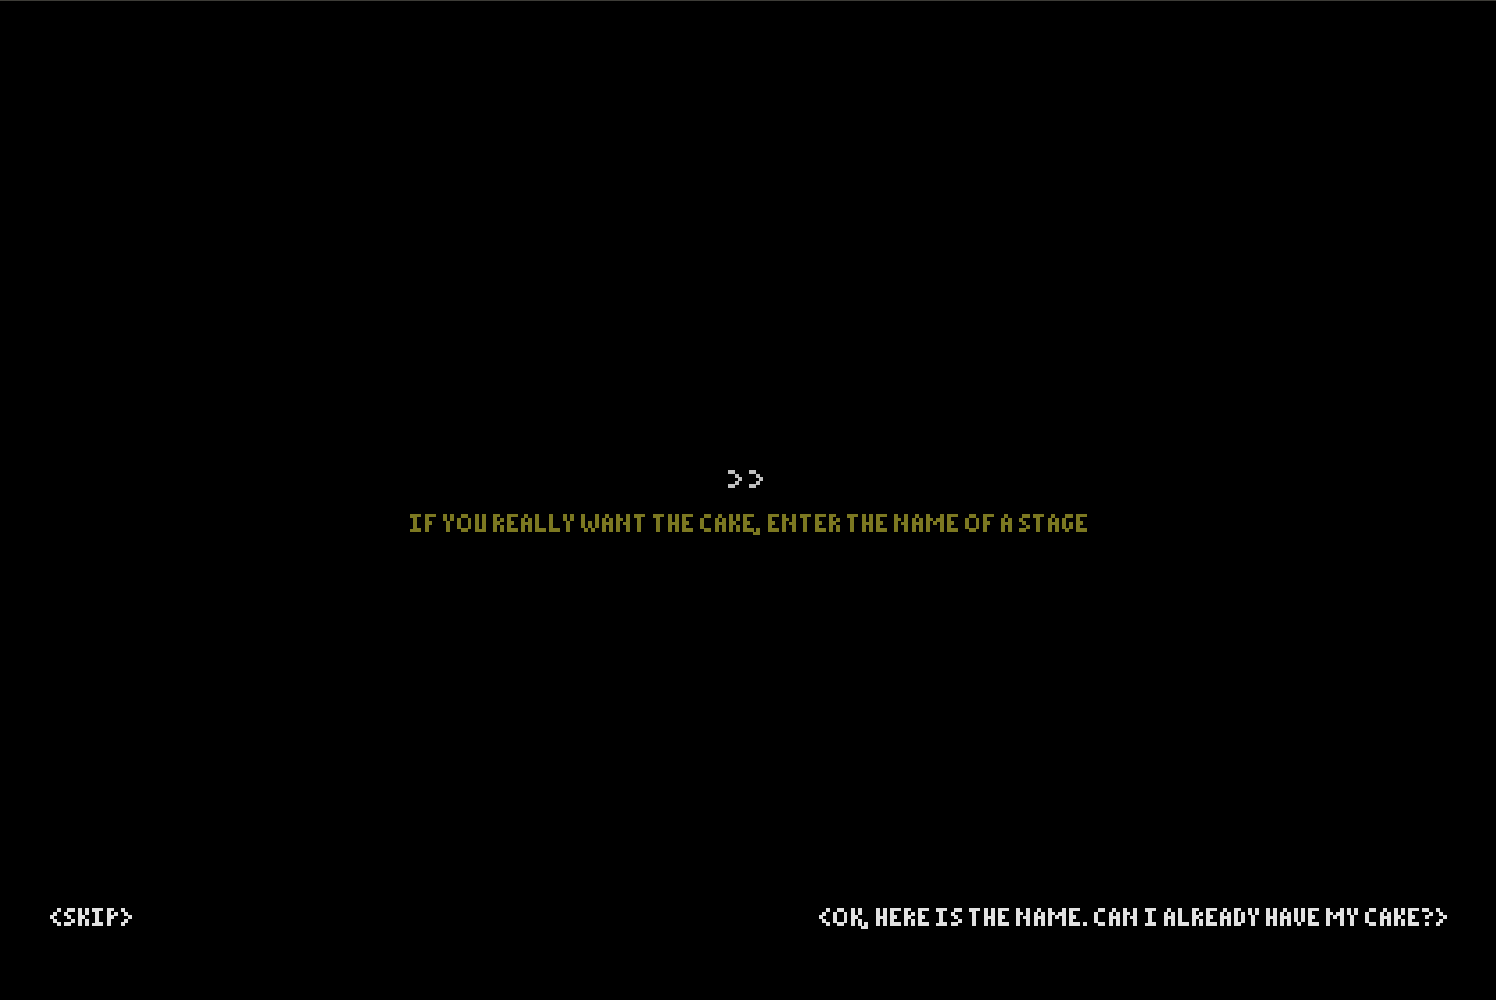 >>
IF YOU REALLY WANT THE CAKE, ENTER THE NAME OF A STAGE
<SKIP>
<OK, HERE IS THE NAME. CAN I ALREADY HAVE MY CAKE?>